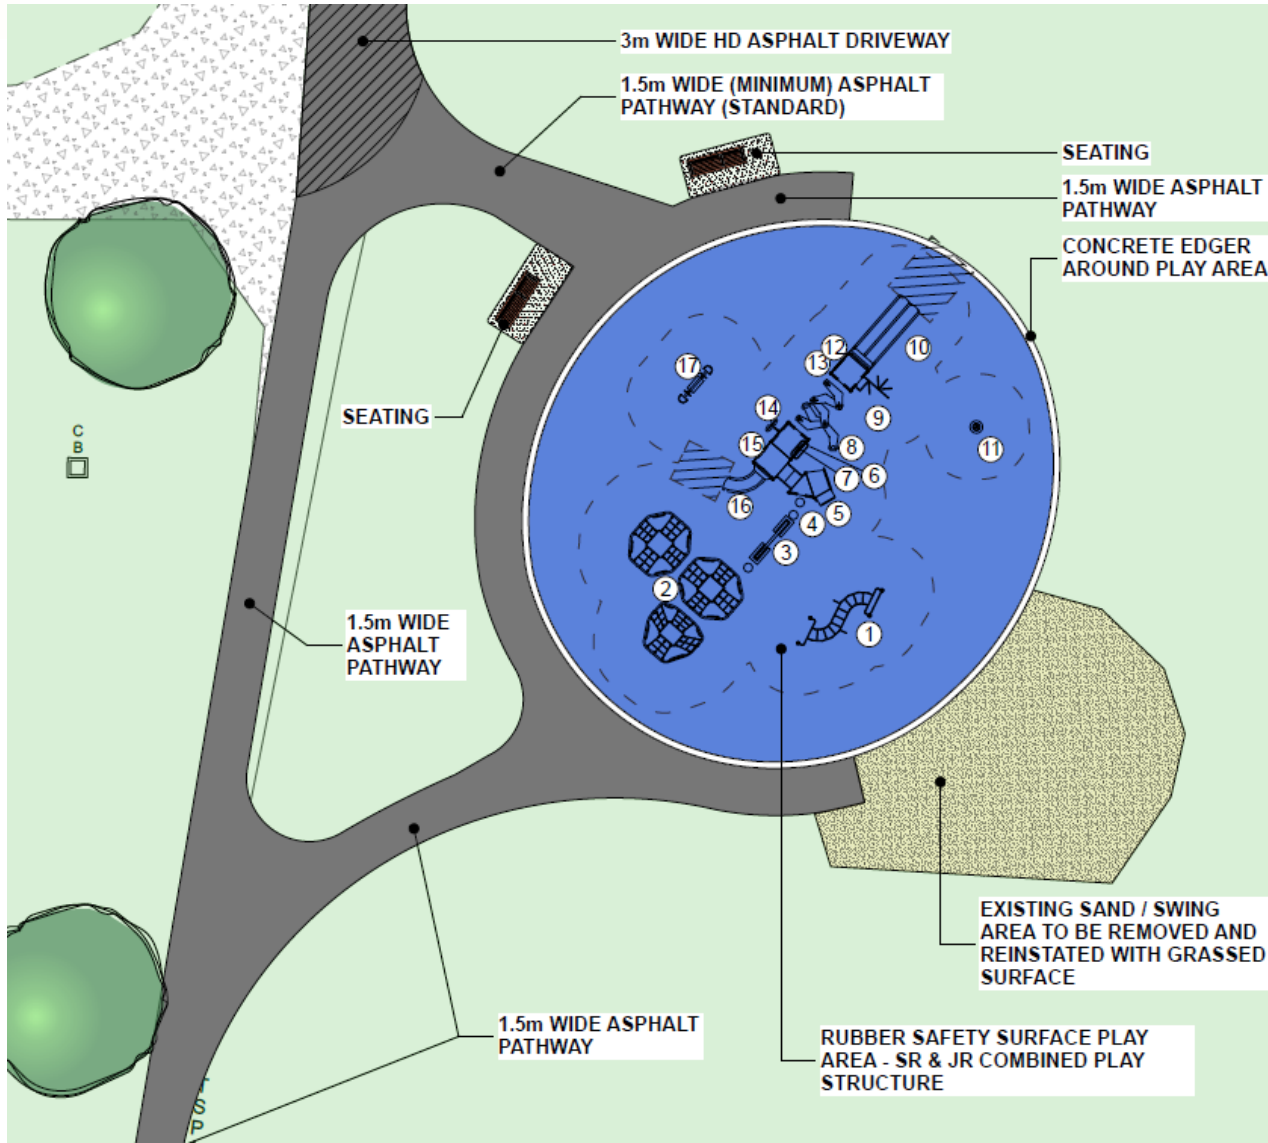 3m WIDE HD ASPHALT DRIVEWAY
1.5m WIDE (MINIMUM) ASPHALT
PATHWAY (STANDARD)
SEATING
1.5m WIDE ASPHALT
PATHWAY
CONCRETE EDGER
AROUND PLAY AREA
12
13
10
17
14
9
15
8
11
7
6
16
5
4
3
2
1
SEATING
C
B
1.5m WIDE
ASPHALT
PATHWAY
EXISTING SAND / SWING
AREA TO BE REMOVED AND
REINSTATED WITH GRASSED
SURFACE
1.5m WIDE ASPHALT
PATHWAY
RUBBER SAFETY SURFACE PLAY
AREA - SR & JR COMBINED PLAY
STRUCTURE
T
S
P